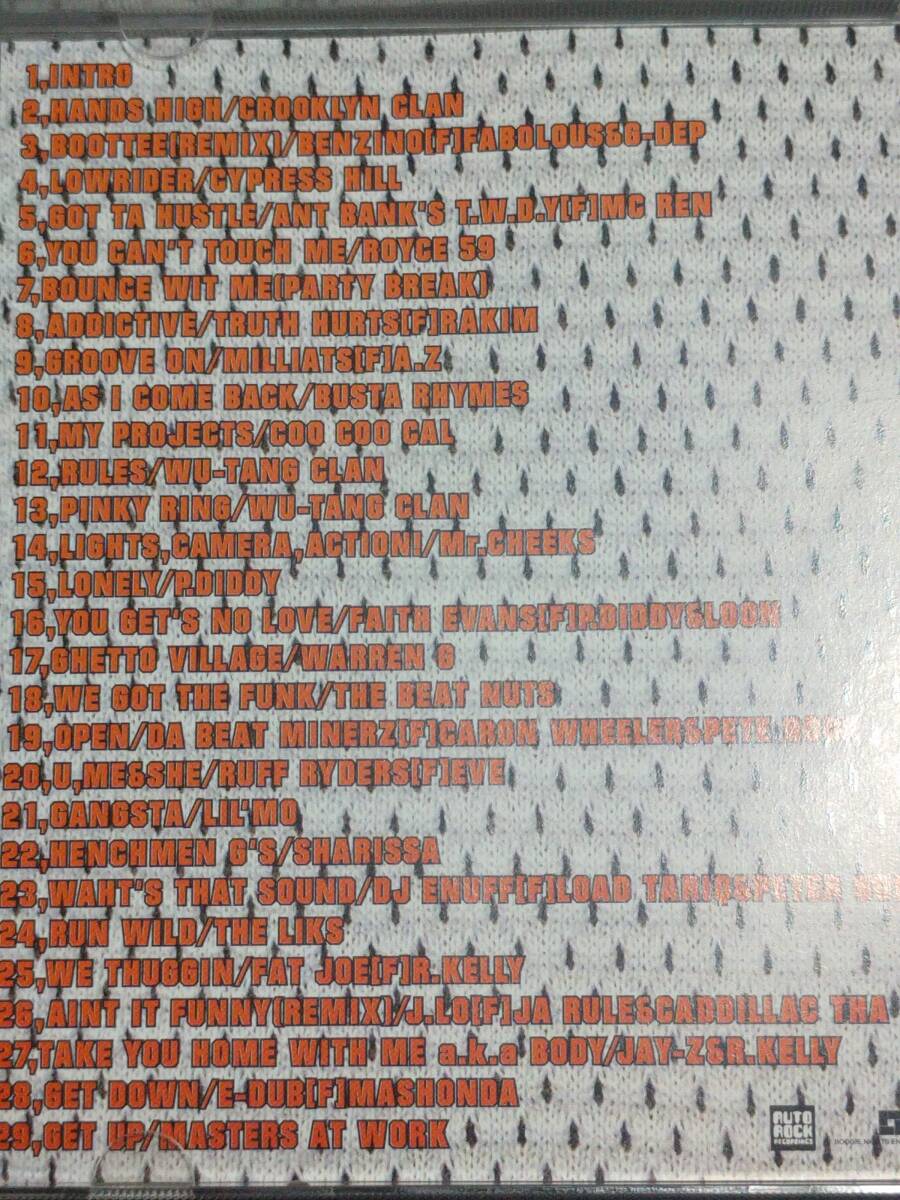 1,INTRO
2,HANDS HIGH/CROOKLYN CLAN
3,BOOTTEE(REMIX)/BENZINO[F]FABOLOUS&G-DEP
4,LOWRIDER/CYPRESS HILL
5,GOT TA HUSTLE/ANT BANK'S T.W.D.Y[F]MC REN
6,YOU CAN'T TOUCH ME/ROYCE 59
7,BOUNCE WIT ME(PARTY BREAK)
8,ADDICTIVE/TRUTH HURTS[F]RAKIM
9,GROOVE ON/MILLIATS[F]A.Z
10,AS I COME BACK/BUSTA RHYMES
11,MY PROJECTS/COO COO CAL
12,RULES/WU-TANG CLAN
13,PINKY RING/WU-TANG CLAN
14,LIGHTS,CAMERA,ACTION!/Mr.CHEEKS
15,LONELY/P.DIDDY
16,YOU GET'S NO LOVE/FAITH EVANS[F]P.DIDDY&LOON
17,GHETTO VILLAGE/WARREN G
18,WE GOT THE FUNK/THE BEAT NUTS
19,OPEN/DA BEAT MINERZ[F]CARON WHEELER&PETE ROCK
20,U,ME&SHE/RUFF RYDERS[F]EVE
21,GANGSTA/LIL'MO
22,HENCHMEN G'S/SHARISSA
23,WAHT'S THAT SOUND/DJ ENUFF[F]LOAD TARIQ&PETER
24,RUN WILD/THE LIKS
25,WE THUGGIN/FAT JOE[F]R.KELLY
26,AINT IT FUNNY(REMIX)/J.LO[F]JA RULE&CADDILLAC THA
27,TAKE YOU HOME WITH ME a.k.a BODY/JAY-Z&R.KELLY
28,GET DOWN/E-DUB[F]MASHONDA
29,GET UP/MASTERS AT WORK
AUTO
ROCK
RECORDINGS